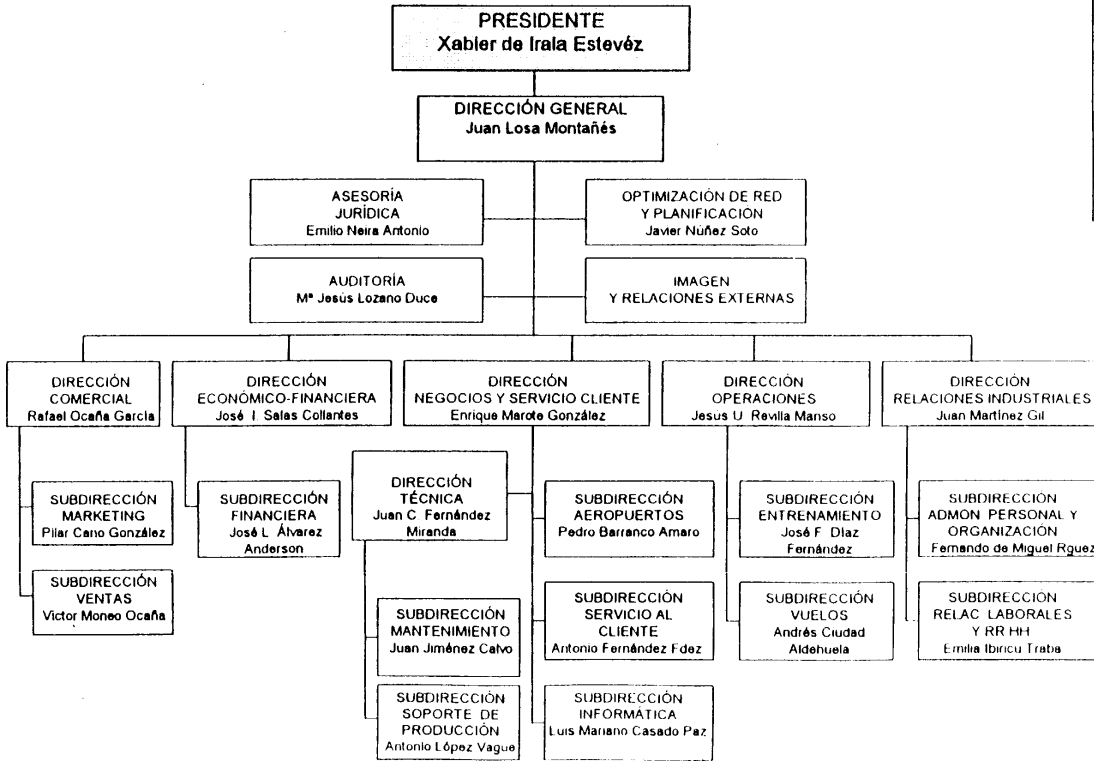 PRESIDENTE
Xabier de Irala Estevéz
DIRECCIÓN GENERAL
Juan Losa Montañés
ASESORÍA
JURÍDICA
Emilio Neira Antonio
OPTIMIZACIÓN DE RED
Y PLANIFICACIÓN
Javier Núñez Soto
AUDITORÍA
Mª Jesús Lozano Duce
IMAGEN
Y RELACIONES EXTERNAS
DIRECCIÓN
COMERCIAL
Rafael Ocaña García
DIRECCIÓN
ECONÓMICO-FINANCIERA
José I. Salas Collantes
DIRECCIÓN
NEGOCIOS Y SERVICIO CLIENTE
Enrique Marote González
DIRECCIÓN
OPERACIONES
Jesús U. Revilla Manso
DIRECCIÓN
RELACIONES INDUSTRIALES
Juan Martínez Gil
SUBDIRECCIÓN
MARKETING
Pilar Cano González
SUBDIRECCIÓN
VENTAS
Victor Moneo Ocaña
SUBDIRECCIÓN
FINANCIERA
José L. Álvarez
Anderson
DIRECCIÓN
TÉCNICA
Juan C. Fernández
Miranda
SUBDIRECCIÓN
MANTENIMIENTO
Juan Jiménez Calvo
SUBDIRECCIÓN
SOPORTE DE
PRODUCCIÓN
Antonio López Vague
SUBDIRECCIÓN
AEROPUERTOS
Pedro Barranco Amaro
SUBDIRECCIÓN
SERVICIO AL
CLIENTE
Antonio Fernández Fdez
SUBDIRECCIÓN
INFORMÁTICA
Luis Mariano Casado Paz
SUBDIRECCIÓN
ENTRENAMIENTO
José F. Díaz
Fernández
SUBDIRECCIÓN
VUELOS
Andrés Ciudad
Aldehuela
SUBDIRECCIÓN
ADMON PERSONAL Y
ORGANIZACIÓN
Fernando de Miguel Rguez
SUBDIRECCIÓN
RELAC LABORALES
Y RR HH
Emilia Ibiricu Traba